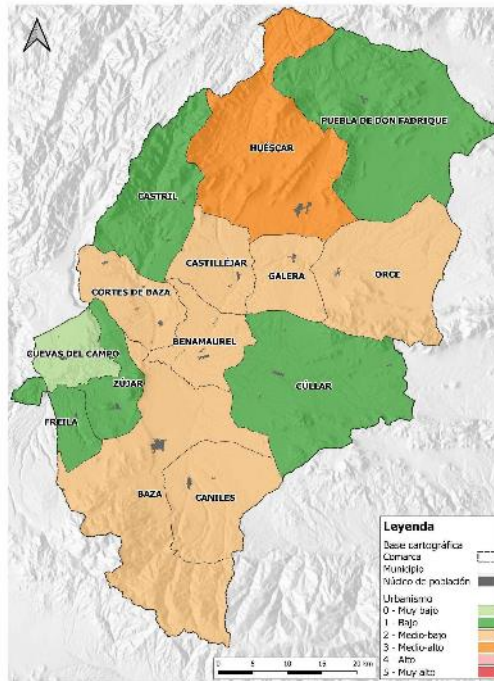 PUEBLA DE DON FADRIQUE
HUÉSCAR
CASTRIL
CASTILLÉJAR
GALERA
ORCE
CORTES DE BAZA
BENAMAUREL
CUEVAS DEL CAMPO
ZÚJAR
CÚLLAR
FREILA
BAZA
CANILES
Leyenda
Base cartográfica
Comarca
Municipio
Núcleo de población
Urbanismo
0 - Muy bajo
1 - Bajo
2 - Medio-bajo
3 - Medio-alto
4 Alto
5 - Muy alto
0 5 10 15 20 km